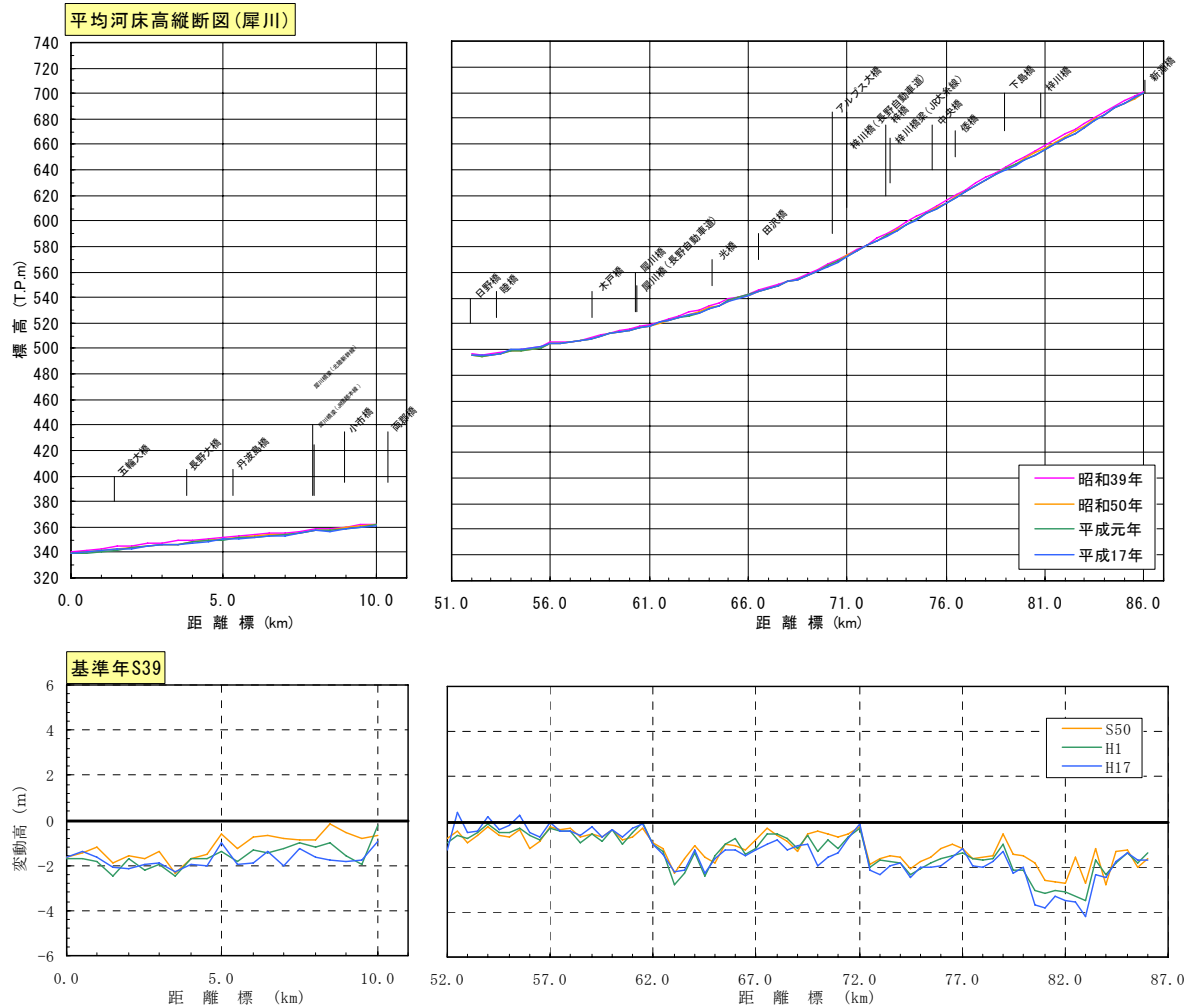 平均河床高縦断図(犀川)
740
720
700
680
660
640
620
600
580
560
540
520
500
480
460
440
420
400
380
360
340
320
標高 (T.P.m)
五輪大橋
長野大橋
丹波島橋
小市橋
両郡橋
0.0
5.0
10.0
距離標 (km)
日野橋
睦橋
木戸橋
犀川橋
犀川橋(長野自動車道)
光橋
田沢橋
アルプス大橋
梓川橋(長野自動車道)
梓橋
梓川橋梁(JR大糸線)
中央橋
倭橋
下島橋
梓川橋
新淵橋
昭和39年
昭和50年
平成元年
平成17年
51.0
56.0
61.0
66.0
71.0
76.0
81.0
86.0
距離標 (km)
基準年S39
6
4
2
0
-2
-4
-6
変動高 (m)
0.0
5.0
10.0
距離標 (km)
S50
H1
H17
52.0
57.0
62.0
67.0
72.0
77.0
82.0
87.0
距離標 (km)